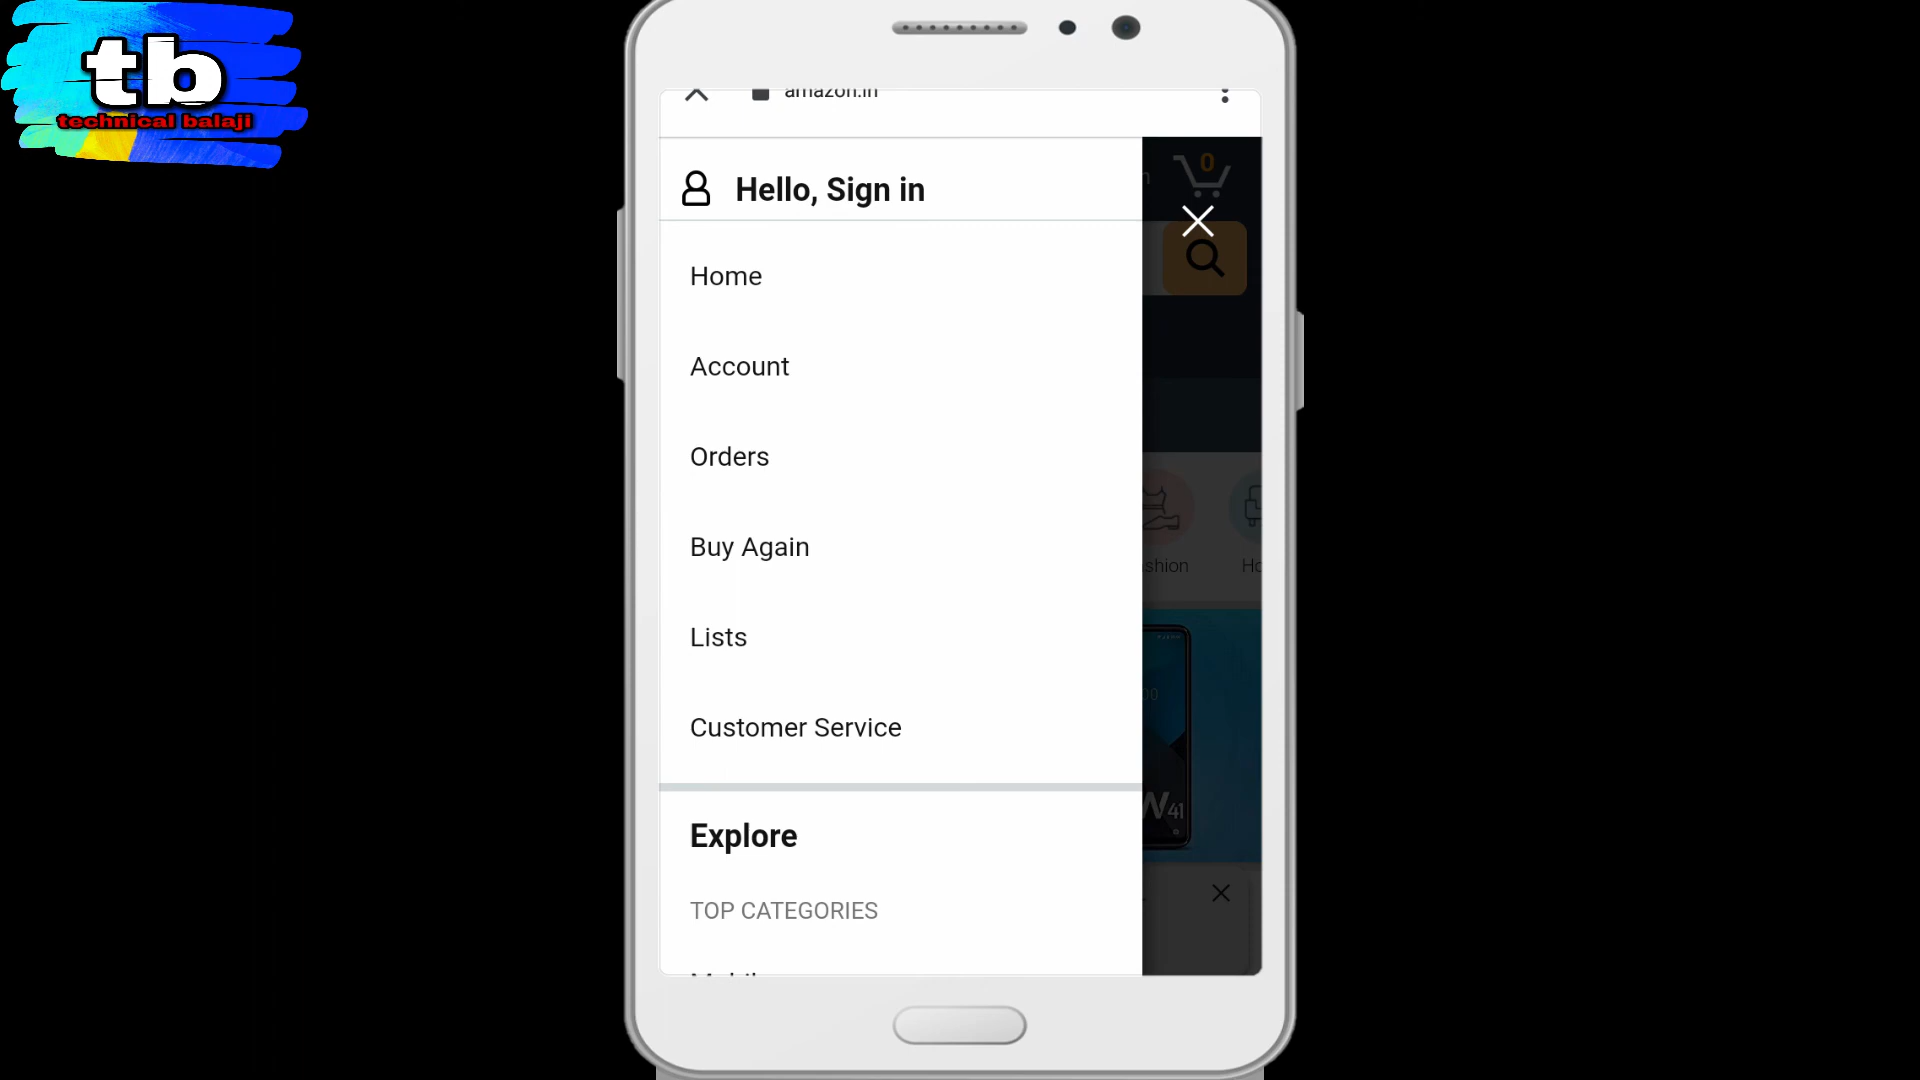 tb
technical balaji
amazon.in
0
Hello, Sign in
Home
Account
Orders
Buy Again
Lists
Customer Service
Explore
TOP CATEGORIES